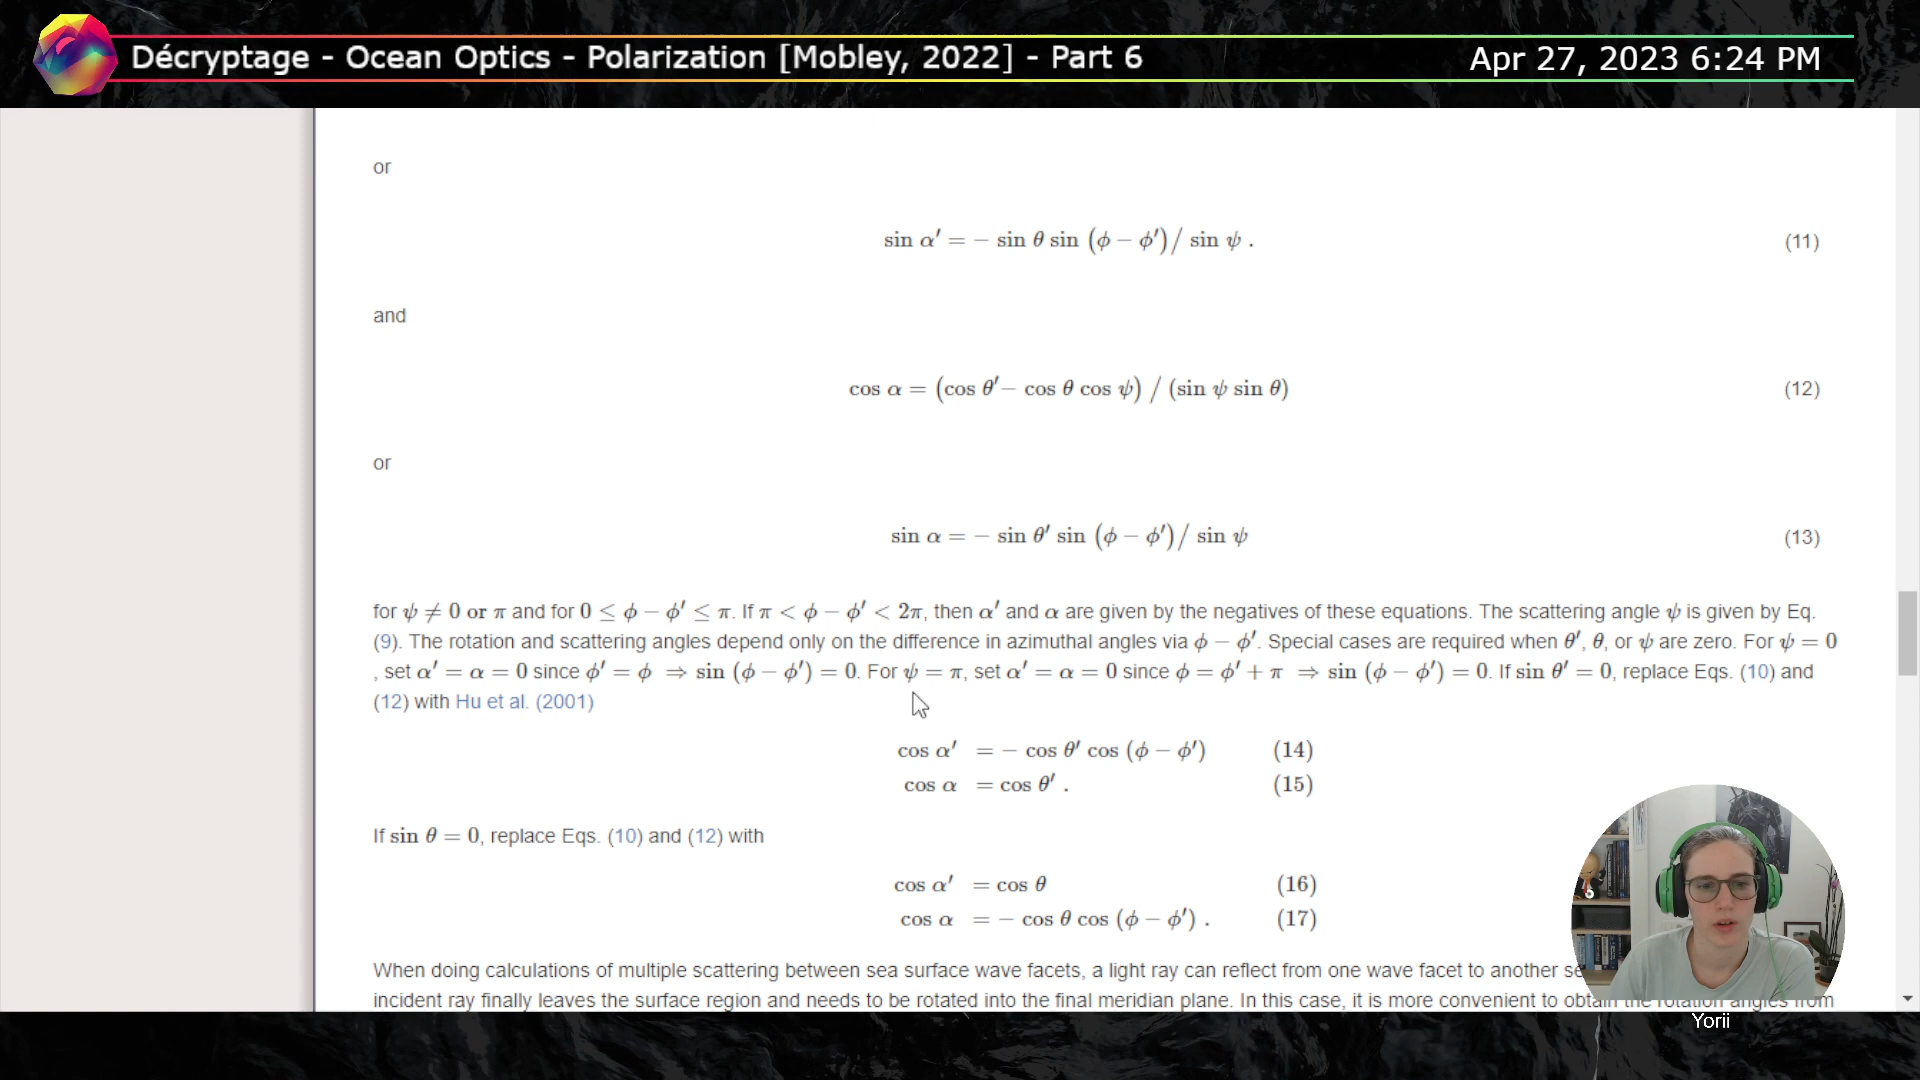 Décryptage - Ocean Optics - Polarization [Mobley, 2022] - Part 6
Apr 27, 2023 6:24 PM
or
sin α′ = − sin θ sin (ϕ − ϕ′)/ sin ψ . (11)
and
cos α = (cos θ′ − cos θ cos ψ) / (sin ψ sin θ) (12)
or
sin α = − sin θ′ sin (ϕ − ϕ′)/ sin ψ (13)
for ψ ≠ 0 or π and for 0 ≤ ϕ − ϕ′ ≤ π. If π < ϕ − ϕ′ < 2π, then α′ and α are given by the negatives of these equations. The scattering angle ψ is given by Eq.
(9). The rotation and scattering angles depend only on the difference in azimuthal angles via ϕ − ϕ′. Special cases are required when θ′, θ, or ψ are zero. For ψ = 0
, set α′ = α = 0 since ϕ′ = ϕ ⇒ sin (ϕ − ϕ′) = 0. For ψ = π, set α′ = α = 0 since ϕ = ϕ′ + π ⇒ sin (ϕ − ϕ′) = 0. If sin θ′ = 0, replace Eqs. (10) and
(12) with Hu et al. (2001)
cos α′ = − cos θ′ cos (ϕ − ϕ′) (14)
cos α = cos θ′ . (15)
If sin θ = 0, replace Eqs. (10) and (12) with
cos α′ = cos θ (16)
cos α = − cos θ cos (ϕ − ϕ′) . (17)
When doing calculations of multiple scattering between sea surface wave facets, a light ray can reflect from one wave facet to another
incident ray finally leaves the surface region and needs to be rotated into the final meridian plane. In this case, it is more convenient to obtain the rotation angles from
Yorii